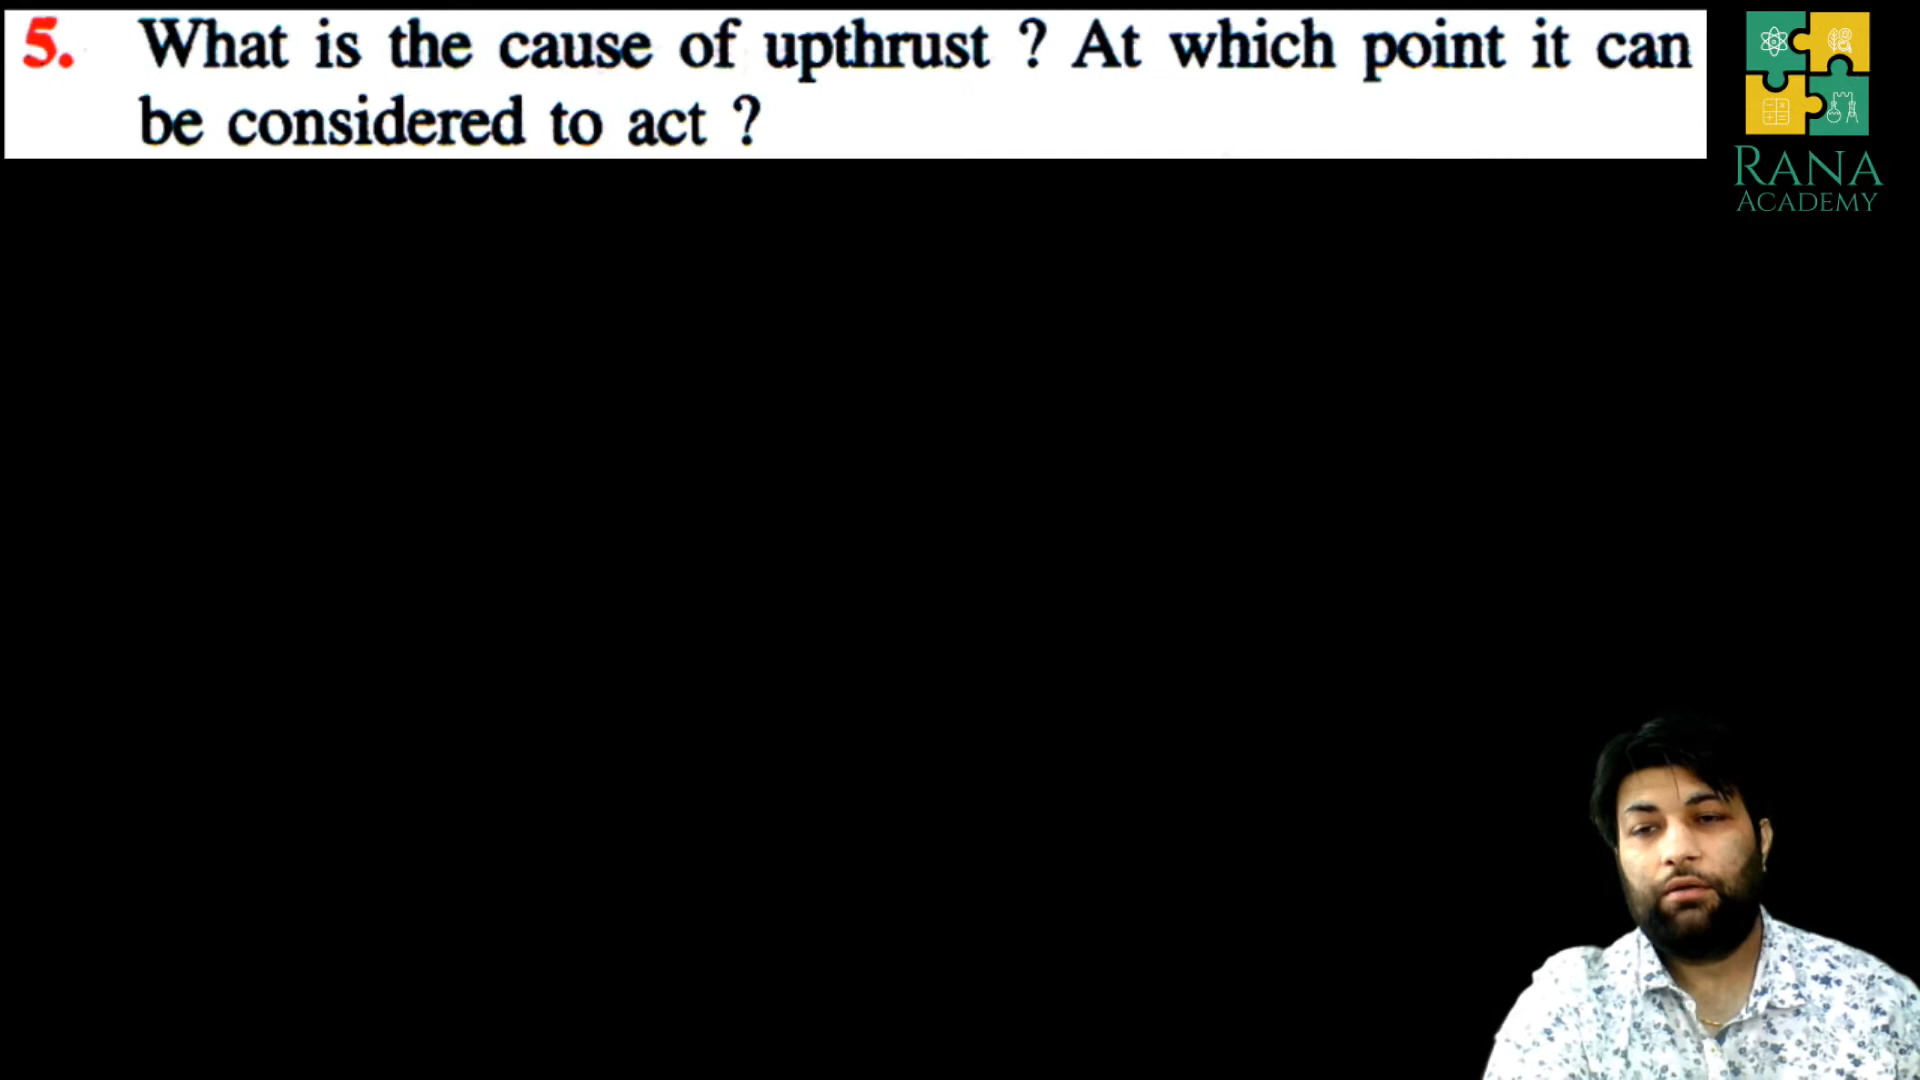 5. What is the cause of upthrust ? At which point it can
be considered to act ?
RANA
ACADEMY